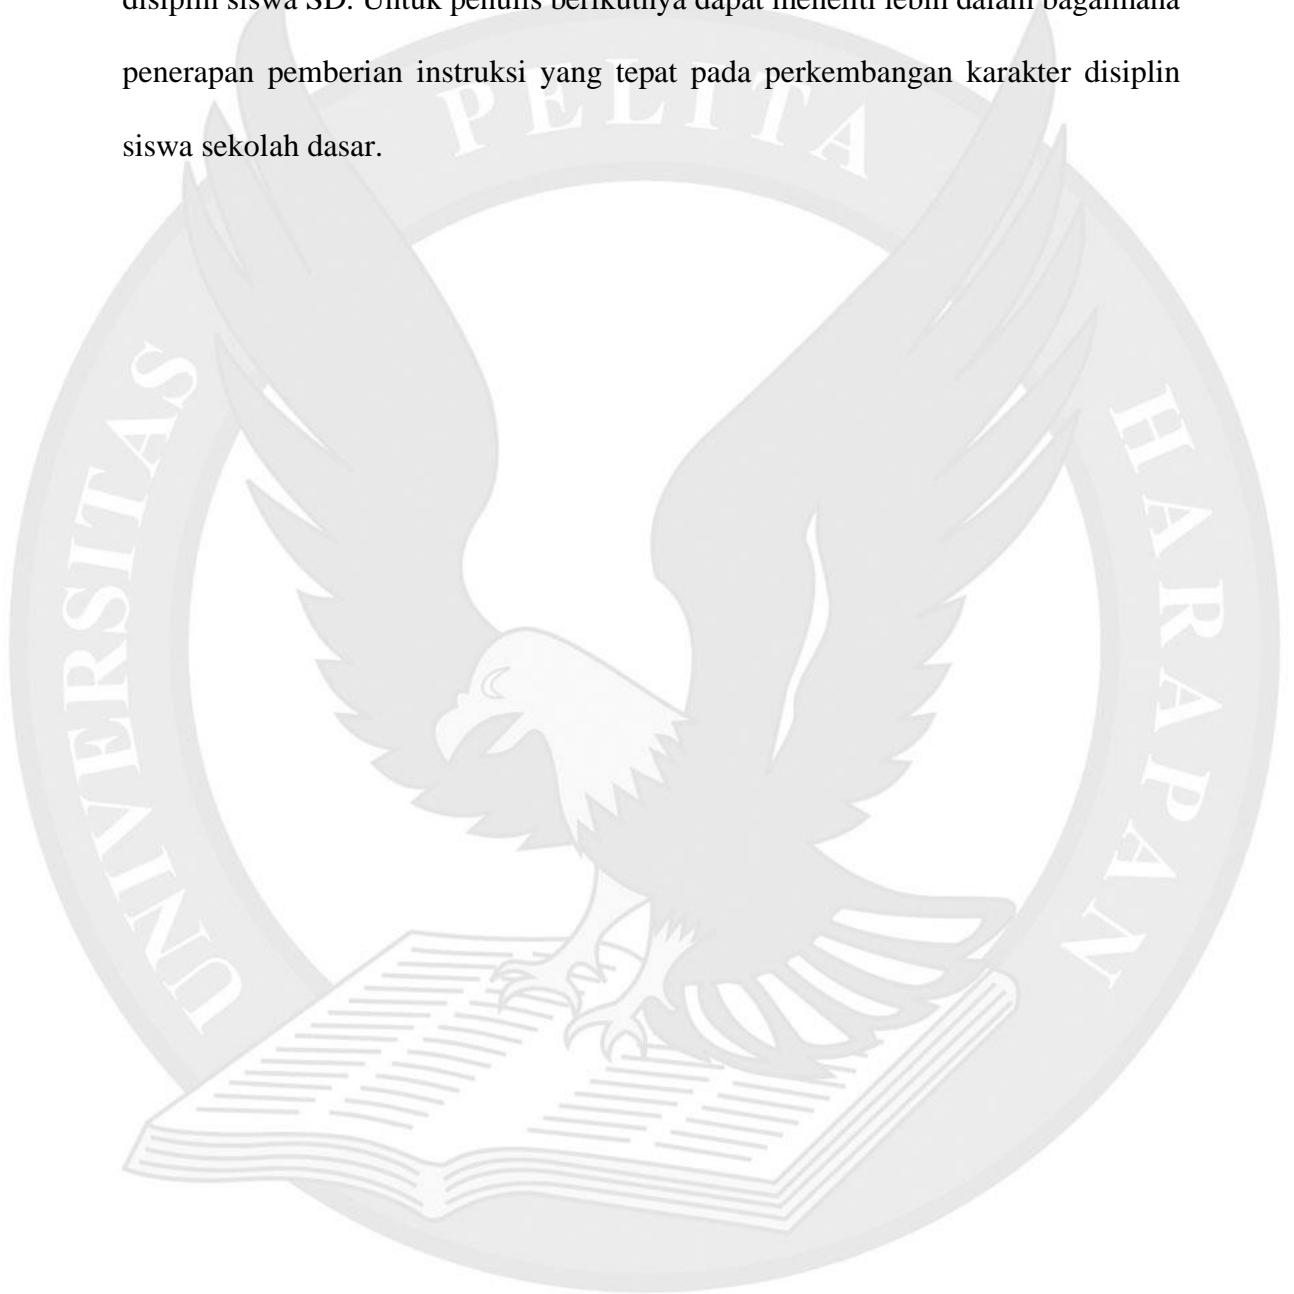 disiplin siswa SD. Untuk penulis berikutnya dapat meneliti lebih dalam bagaimana
penerapan pemberian instruksi yang tepat pada perkembangan karakter disiplin
siswa sekolah dasar.
UNIVERSITAS
PELITA
HARAPAN